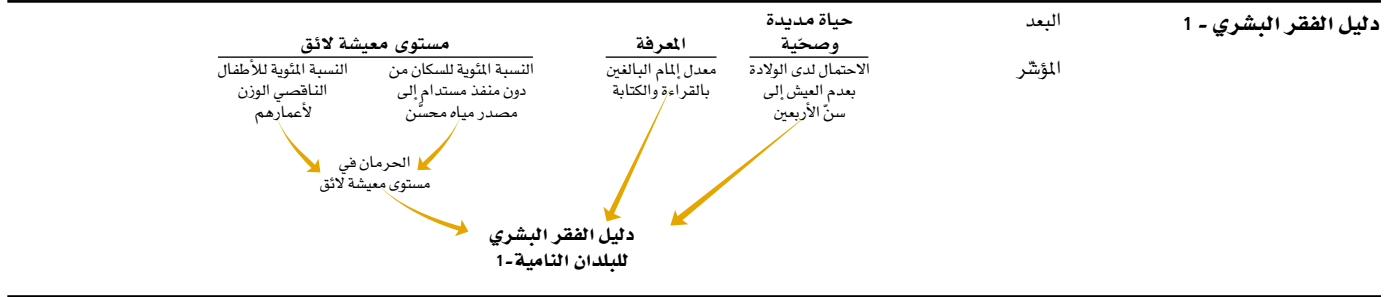 دليل الفقر البشري - 1
البعد
حياة مديدة
وصحّية
المعرفة
مستوى معيشة لائق
المؤشّر
الاحتمال لدى الولادة
بعدم العيش إلى
سنّ الأربعين
معدل إلمام البالغين
بالقراءة والكتابة
النسبة المئوية للسكان من
دون منفذ مستدام إلى
مصدر مياه محسَّن
النسبة المئوية للأطفال
الناقصي الوزن
لأعمارهم
الحرمان في
مستوى معيشة لائق
دليل الفقر البشري
للبلدان النامية-1